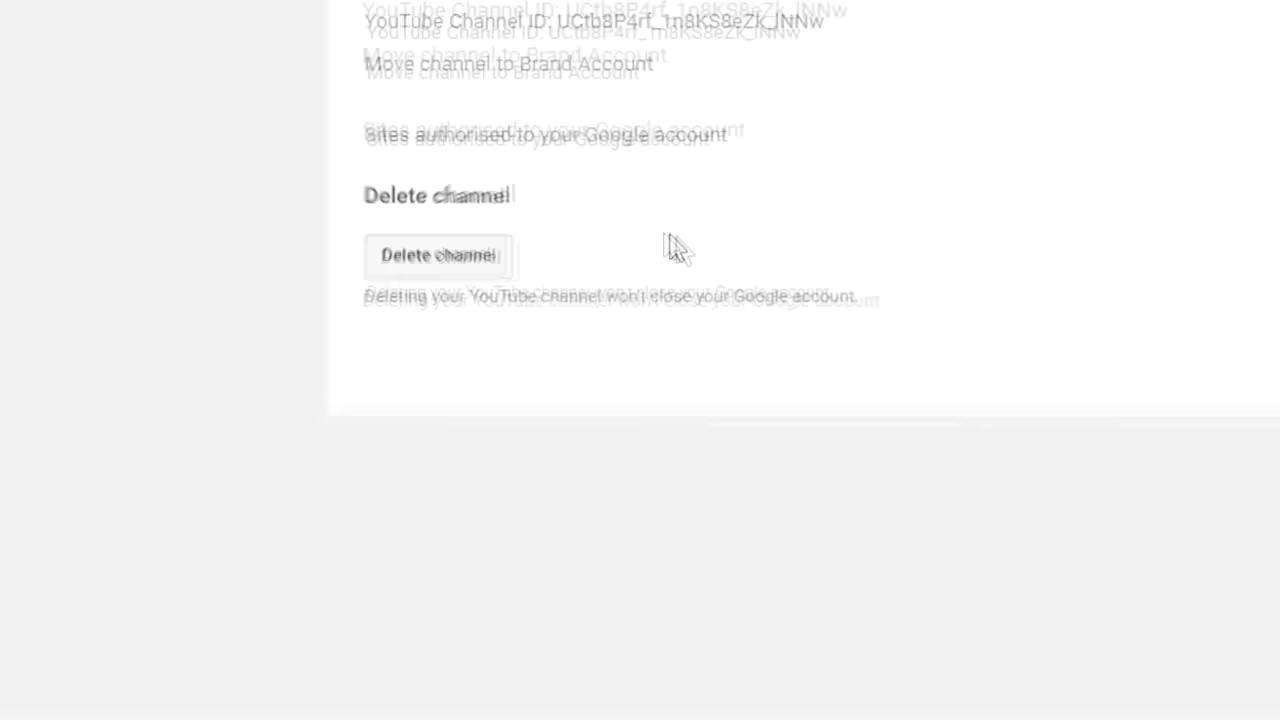 YouTube Channel ID: UCtb8P4rf_1n8KS8eZk_lNNw
Move channel to Brand Account
Sites authorised to your Google account
Delete channel
Delete channel
Deleting your YouTube channel won't close your Google account.